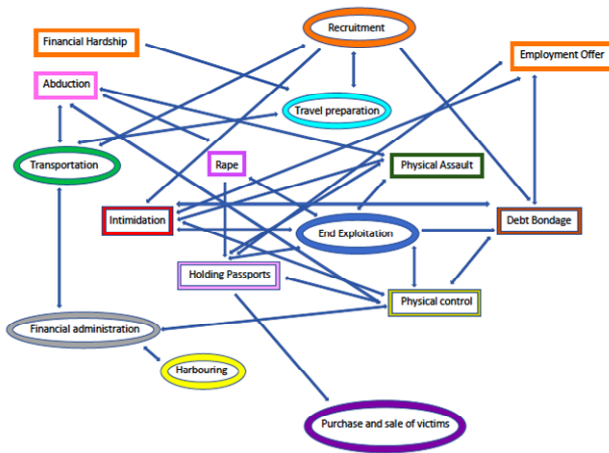 Recruitment
Financial Hardship
Employment Offer
Abduction
Travel preparation
Transportation
Rape
Physical Assault
Intimidation
End Exploitation
Debt Bondage
Holding Passports
Physical control
Financial administration
Harbouring
Purchase and sale of victims